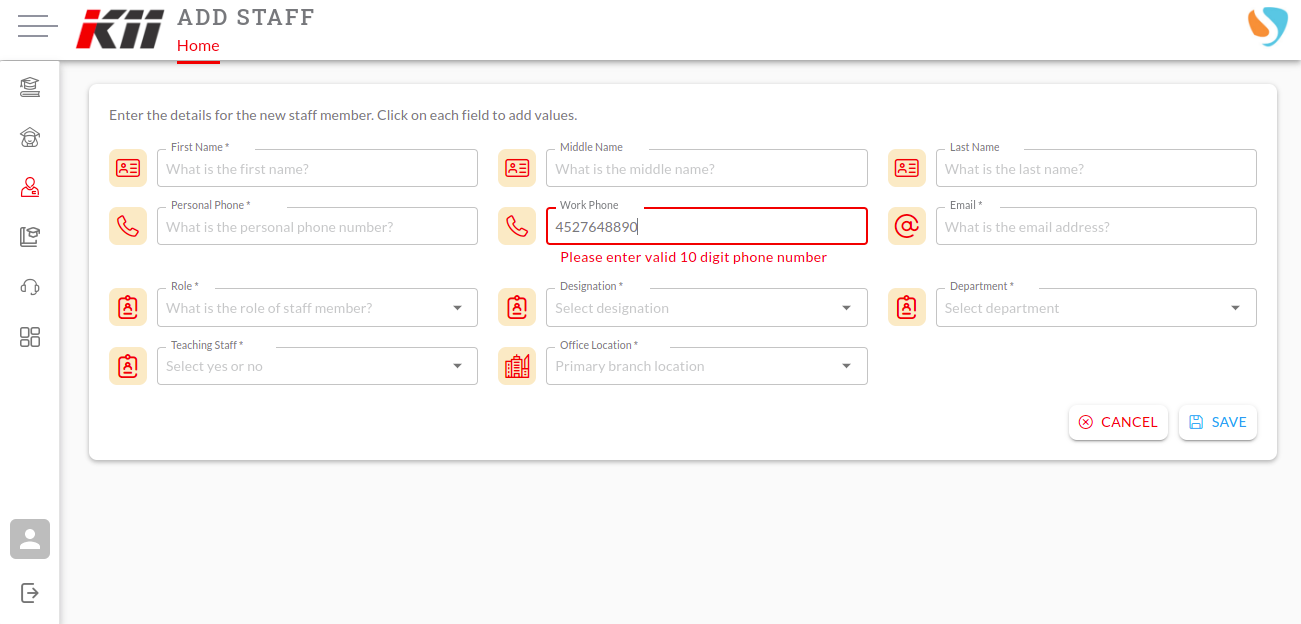 KII
ADD STAFF
Home
Enter the details for the new staff member. Click on each field to add values.
First Name *
What is the first name?
Middle Name
What is the middle name?
Last Name
What is the last name?
Personal Phone *
What is the personal phone number?
Work Phone
4527648890
Please enter valid 10 digit phone number
Email *
What is the email address?
Role *
What is the role of staff member?
Designation *
Select designation
Department *
Select department
Teaching Staff *
Select yes or no
Office Location *
Primary branch location
CANCEL
SAVE